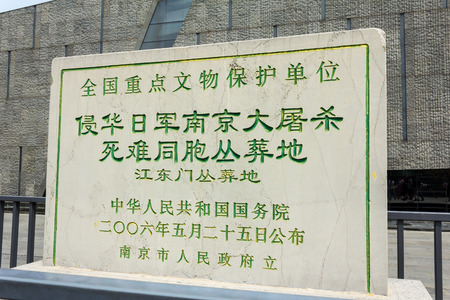 全国重点文物保护单位
侵华日军南京大屠杀
死难同胞丛葬地
江东门丛葬地
中华人民共和国国务院
二〇〇六年五月二十五日公布
南京市人民政府立